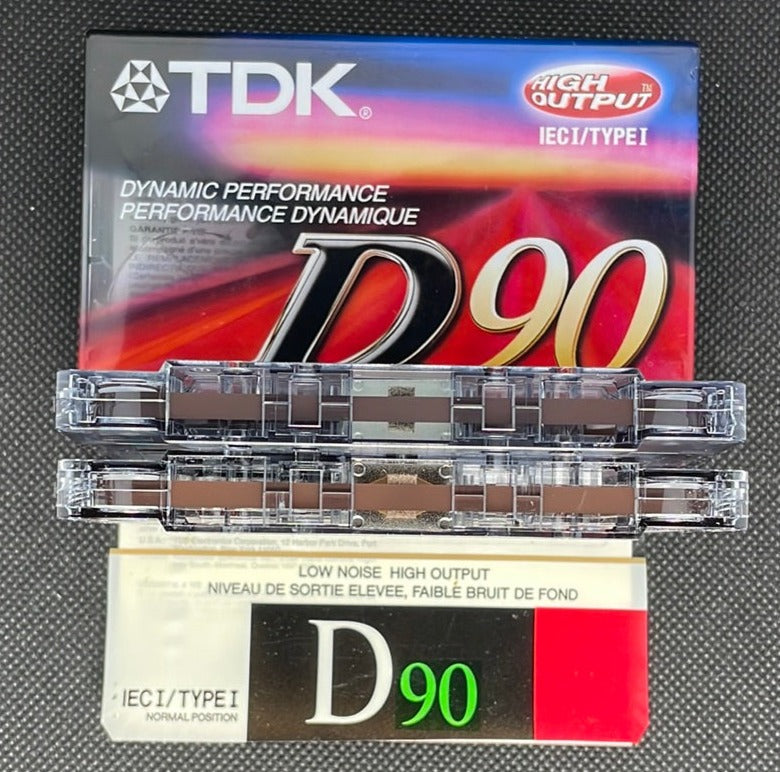 TDK®
HIGH
OUTPUT™
IEC I/TYPE I
DYNAMIC PERFORMANCE
PERFORMANCE DYNAMIQUE
D90
LOW NOISE HIGH OUTPUT
NIVEAU DE SORTIE ELEVEE, FAIBLE BRUIT DE FOND
IEC I/TYPE I
NORMAL POSITION
D90